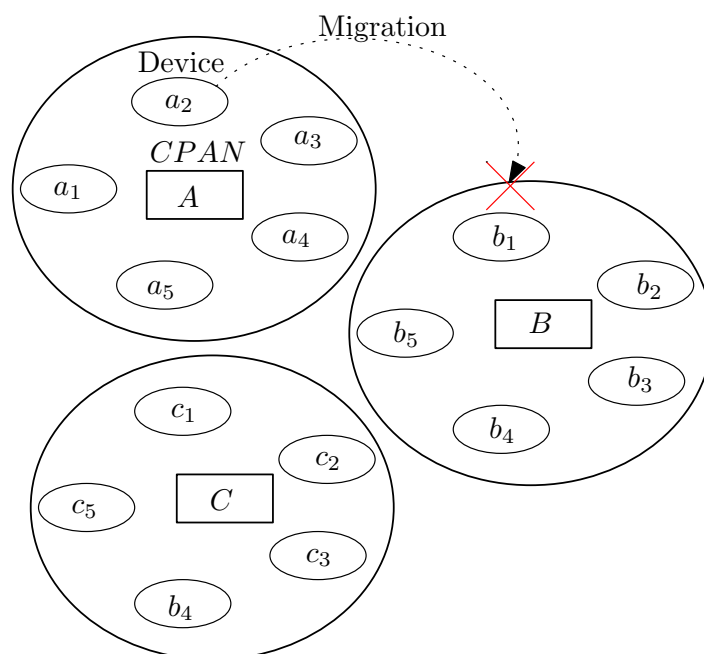 Migration
Device
a₂
a₃
CPAN
a₁
A
a₄
a₅
b₁
b₂
B
b₅
b₃
b₄
c₁
c₂
C
c₅
c₃
b₄